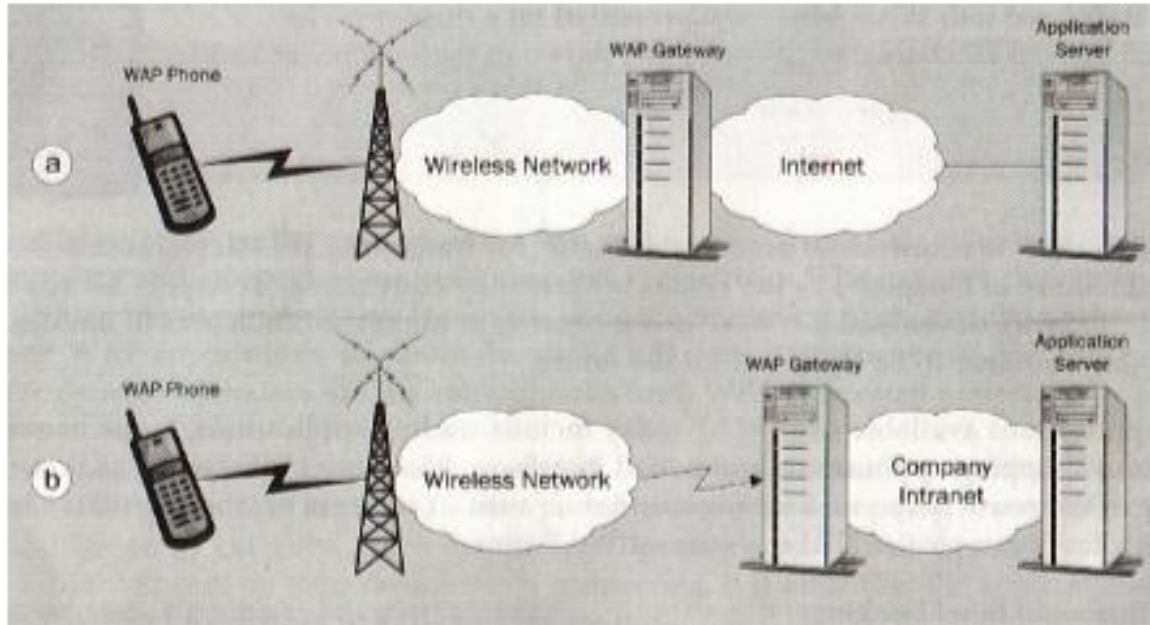 WAP Phone
WAP Gateway
Application
Server
a
Wireless Network
Internet
WAP Phone
WAP Gateway
Application
Server
b
Wireless Network
Company
Intranet